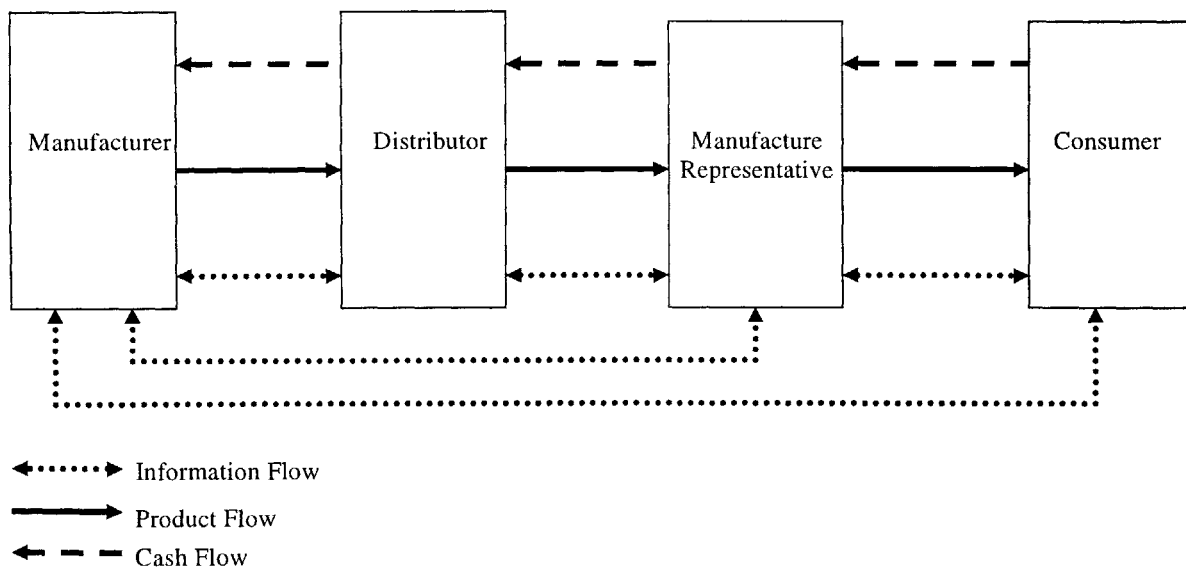 Manufacturer
Distributor
Manufacture
Representative
Consumer
Information Flow
Product Flow
Cash Flow